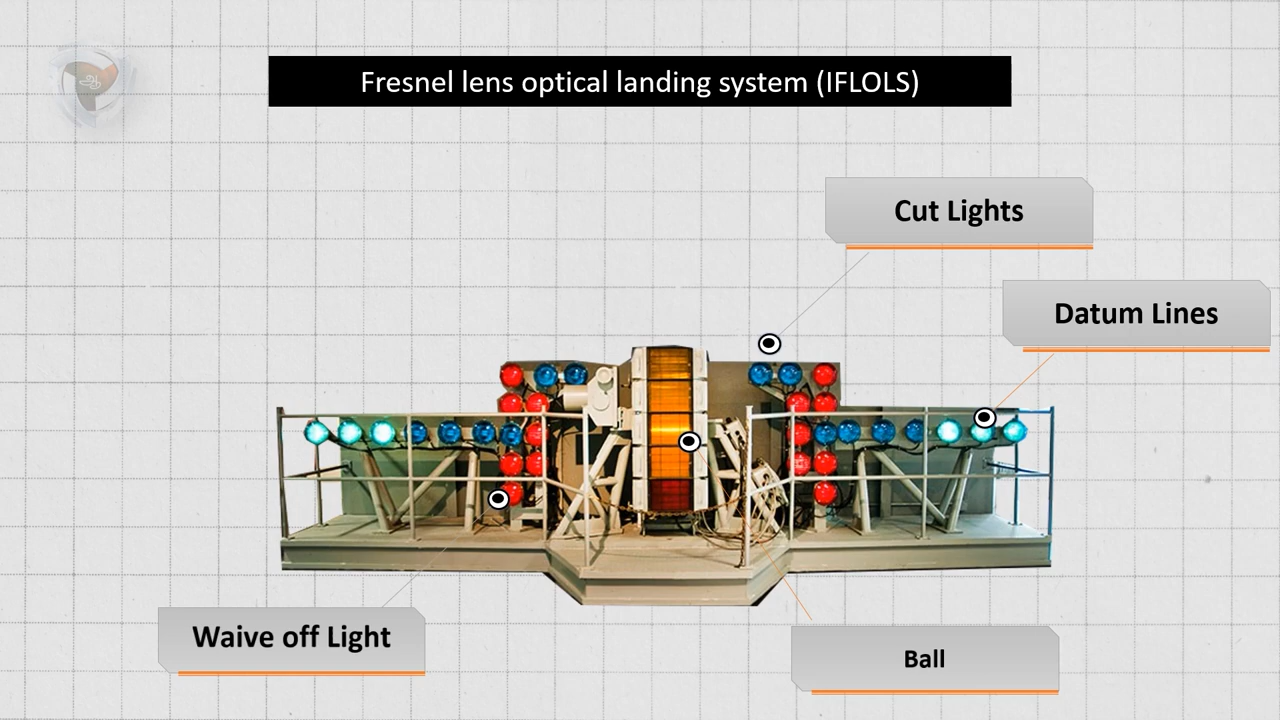 Fresnel lens optical landing system (IFLOLS)
Cut Lights
Datum Lines
Waive off Light
Ball